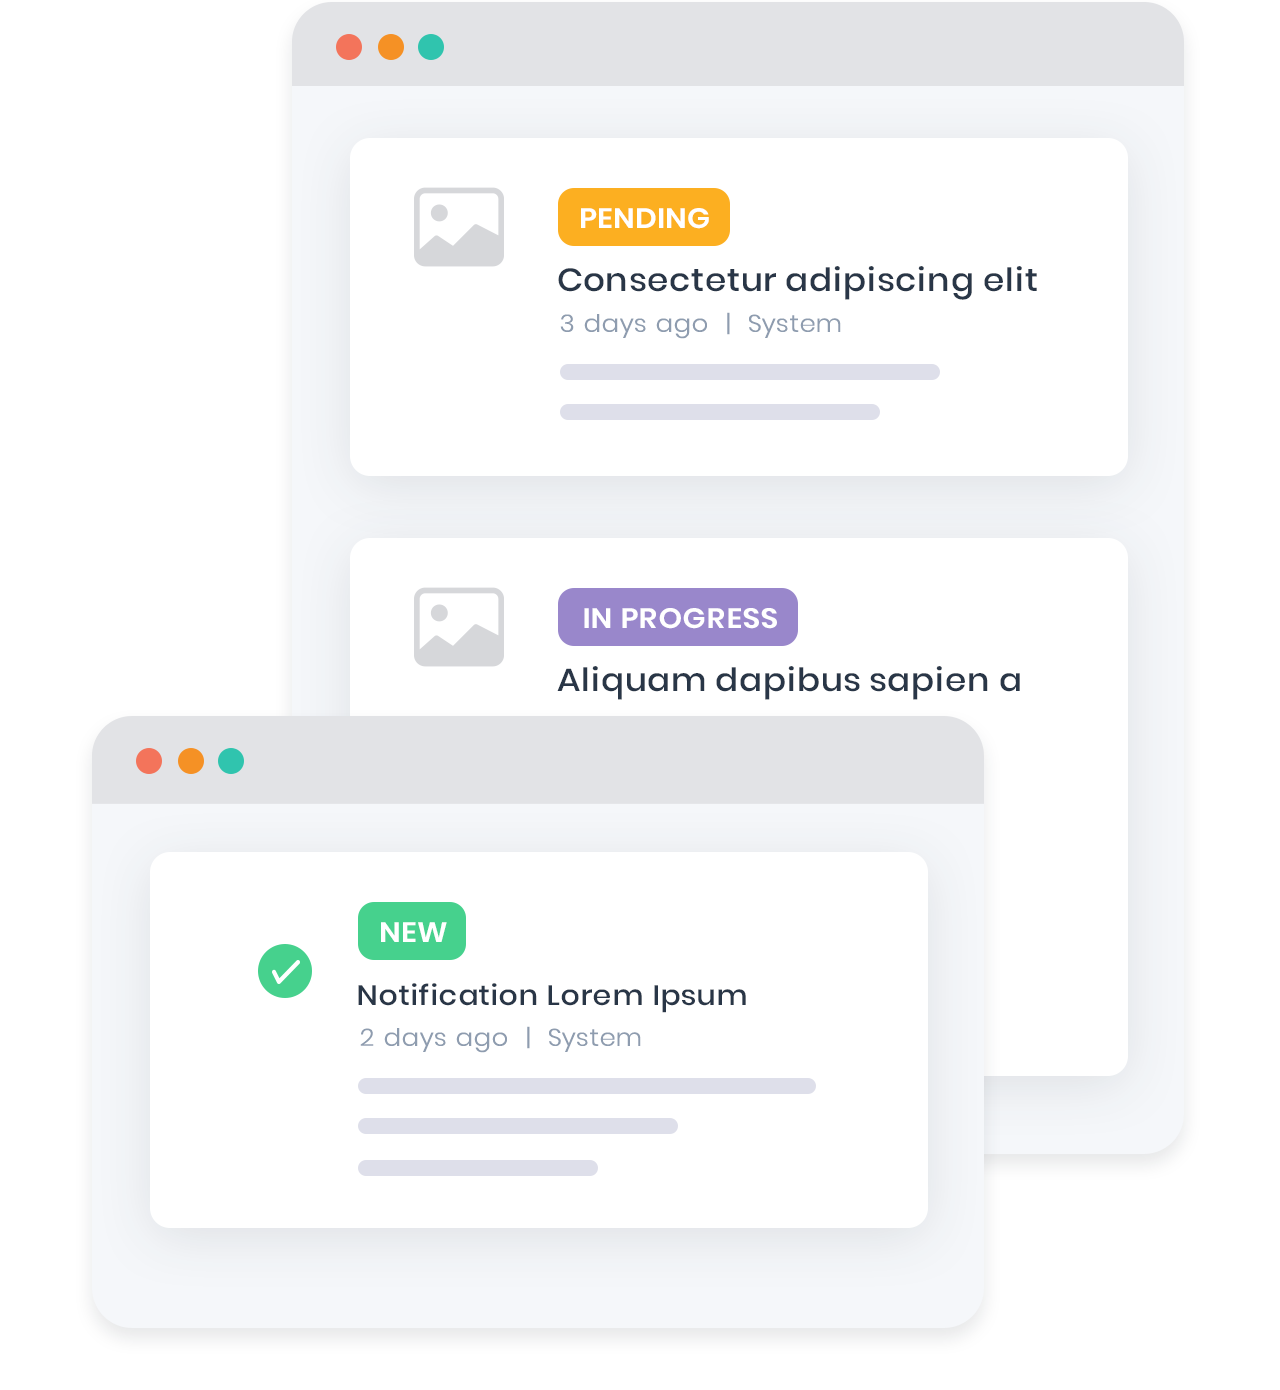 PENDING
Consectetur adipiscing elit
3 days ago | System
IN PROGRESS
Aliquam dapibus sapien a
NEW
Notification Lorem Ipsum
2 days ago | System